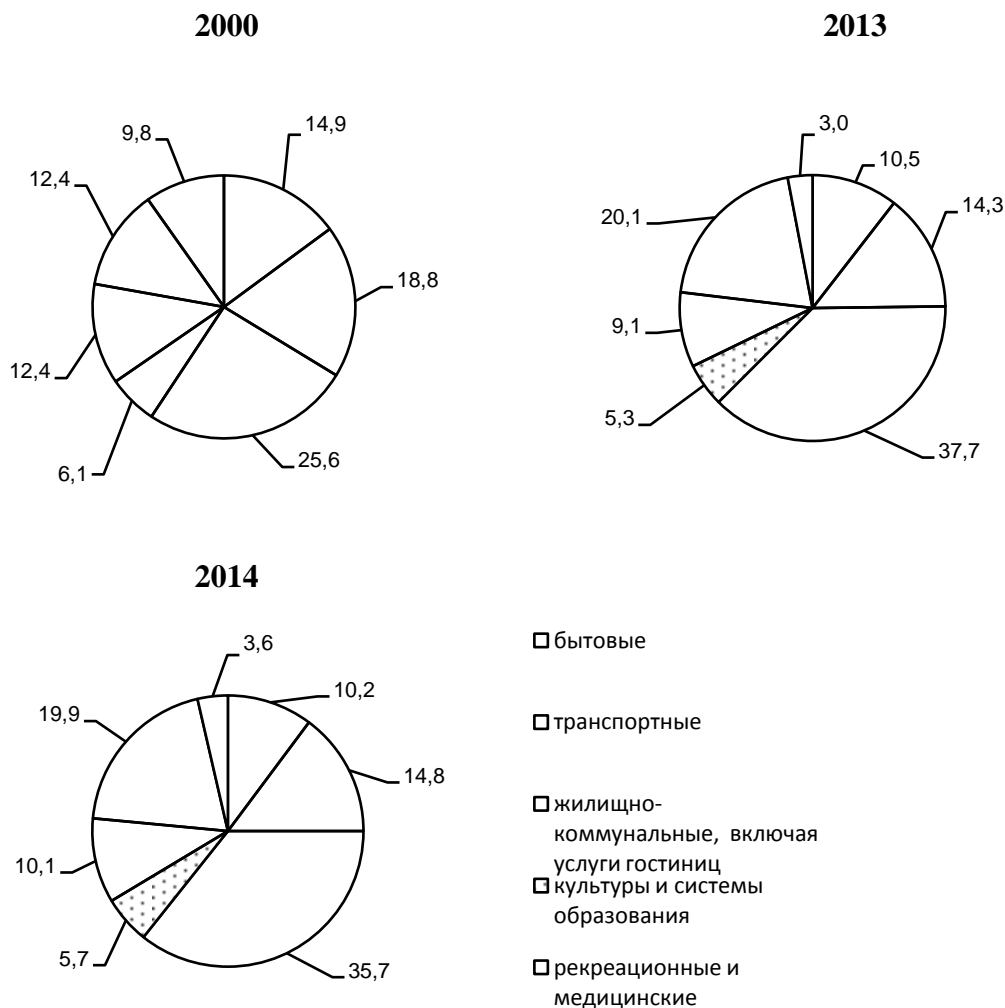 2000
2013
9,8
14,9
12,4
18,8
12,4
6,1
25,6
3,0
10,5
20,1
14,3
9,1
5,3
37,7
2014
3,6
10,2
19,9
14,8
10,1
5,7
35,7
бытовые
транспортные
жилищно-
коммунальные, включая
услуги гостиниц
культуры и системы
образования
рекреационные и
медицинские